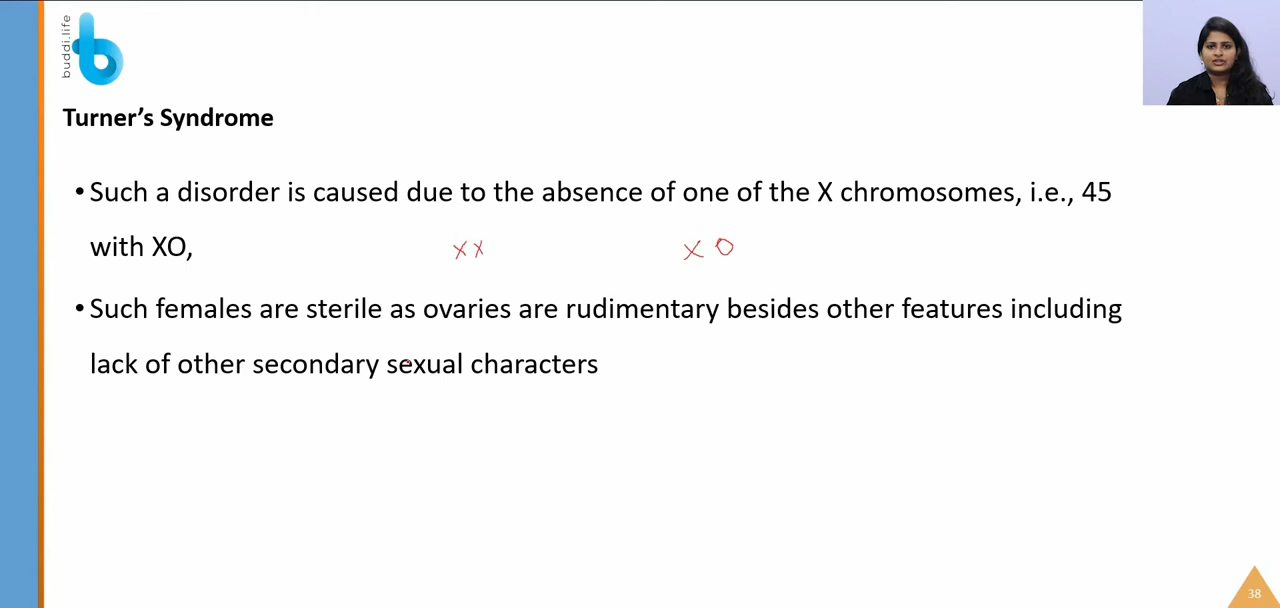 buddi.life
Turner’s Syndrome
• Such a disorder is caused due to the absence of one of the X chromosomes, i.e., 45
with XO,
xx
XO
• Such females are sterile as ovaries are rudimentary besides other features including
lack of other secondary sexual characters
38